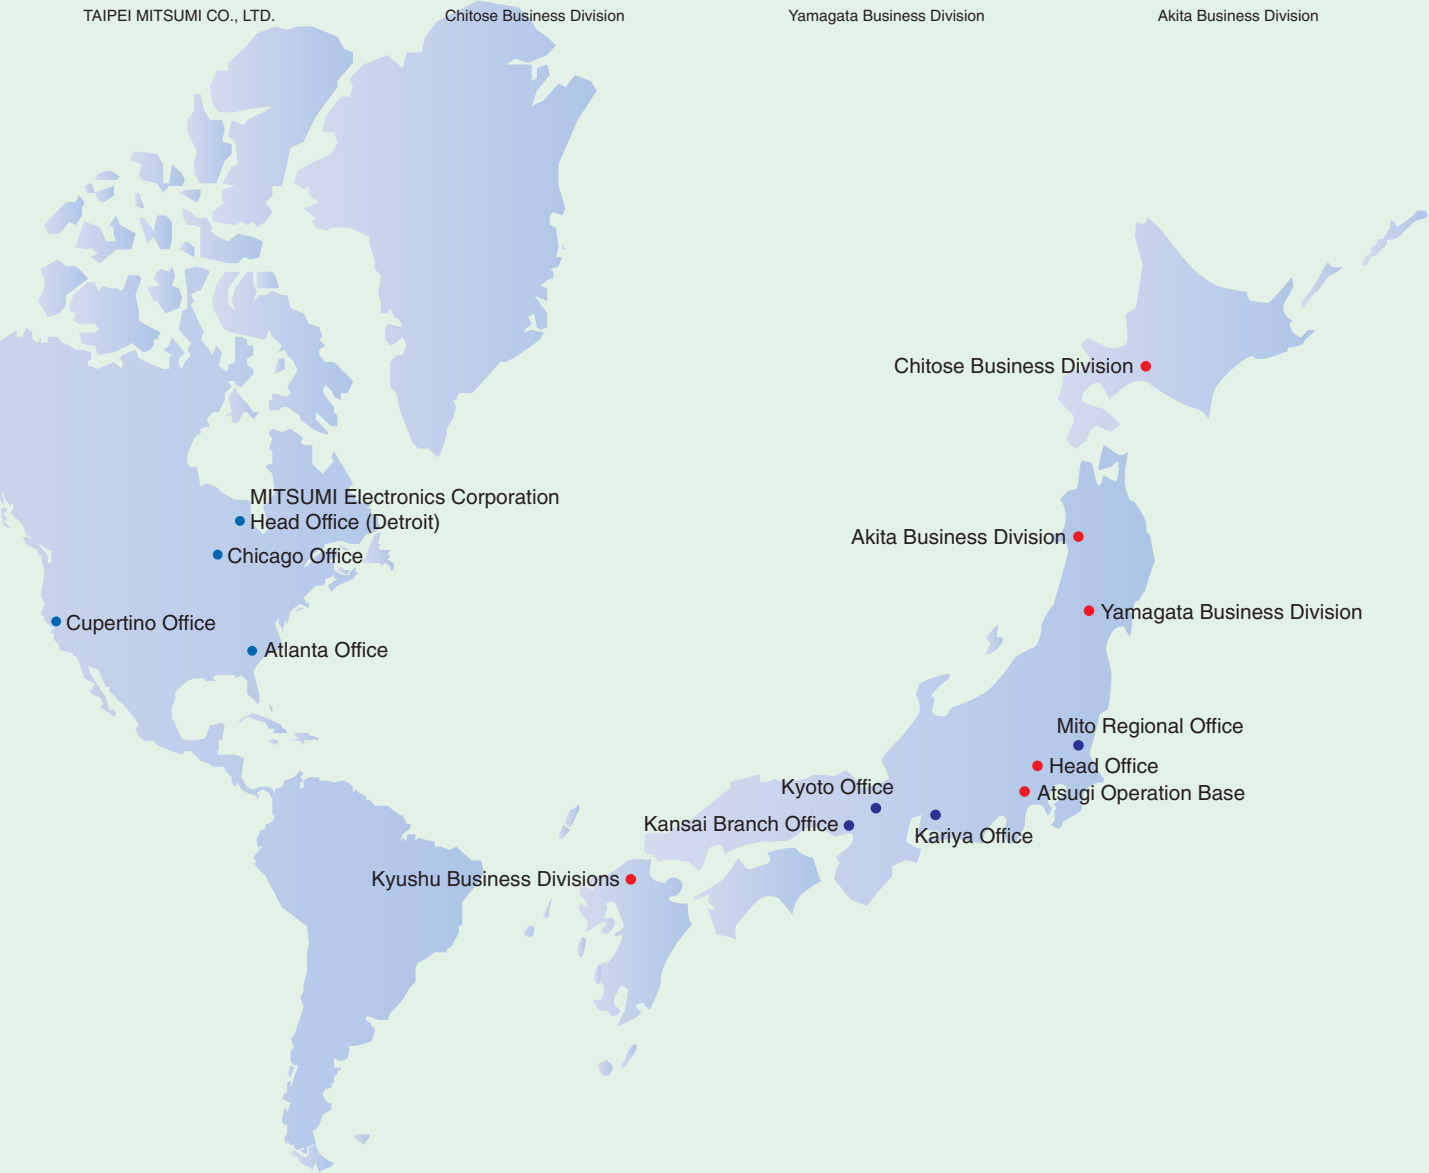 TAIPEI MITSUMI CO., LTD.
Chitose Business Division
Yamagata Business Division
Akita Business Division
Chitose Business Division
MITSUMI Electronics Corporation
Head Office (Detroit)
Chicago Office
Akita Business Division
Cupertino Office
Yamagata Business Division
Atlanta Office
Mito Regional Office
Head Office
Kyoto Office
Atsugi Operation Base
Kansai Branch Office
Kariya Office
Kyushu Business Divisions